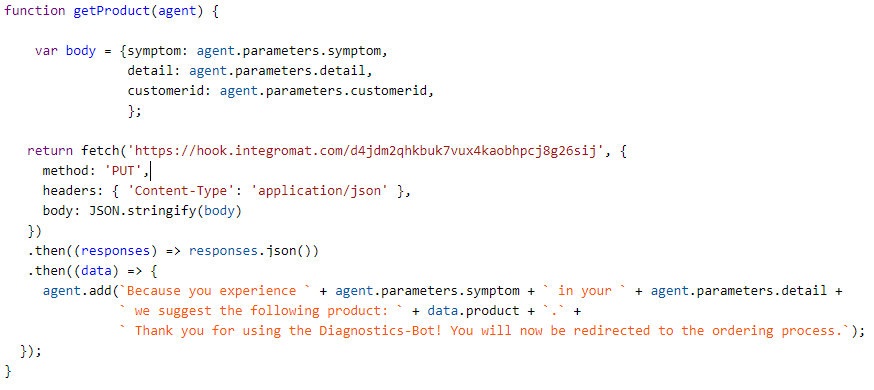 function getProduct(agent) {
var body = {symptom: agent.parameters.symptom,
detail: agent.parameters.detail,
customerid: agent.parameters.customerid,
};
return fetch('https://hook.integromat.com/d4jdm2qhkbuk7vux4kaobhpcj8g26sij', {
method: 'PUT',
headers: { 'Content-Type': 'application/json' },
body: JSON.stringify(body)
})
.then((responses) => responses.json())
.then((data) => {
agent.add(`Because you experience ` + agent.parameters.symptom + ` in your ` + agent.parameters.detail +
` we suggest the following product: ` + data.product + `.` +
` Thank you for using the Diagnostics-Bot! You will now be redirected to the ordering process.`);
});
}